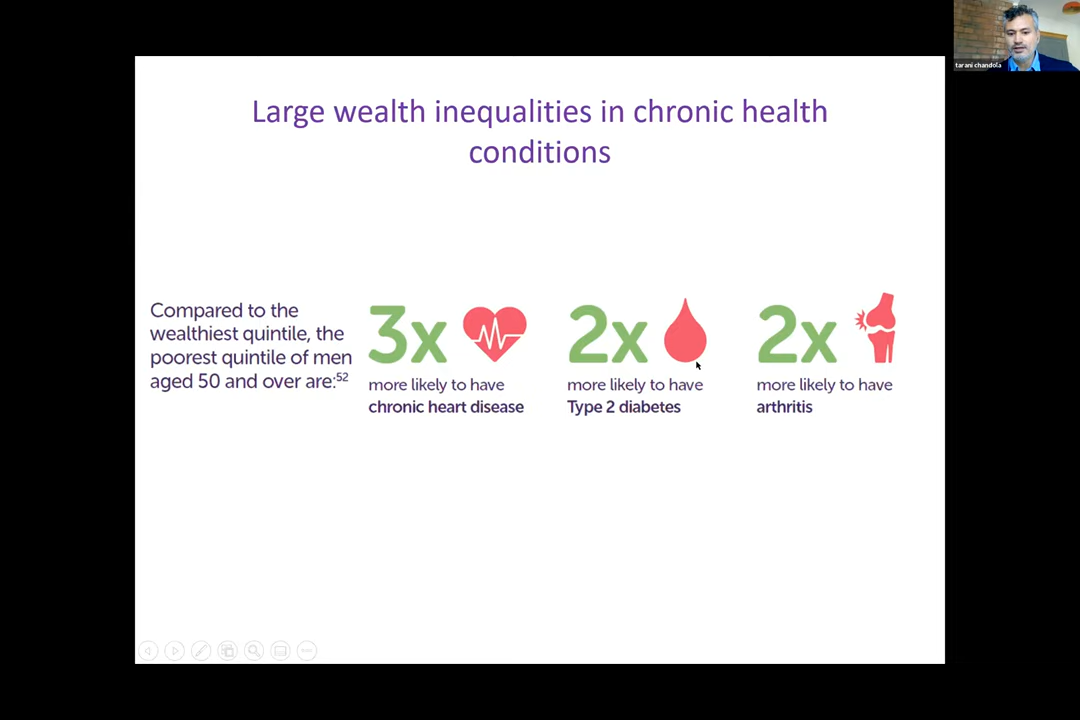 tarani chandola
Large wealth inequalities in chronic health
conditions
Compared to the
wealthiest quintile, the
poorest quintile of men
aged 50 and over are:52
3x
more likely to have
chronic heart disease
2x
more likely to have
Type 2 diabetes
2x
more likely to have
arthritis